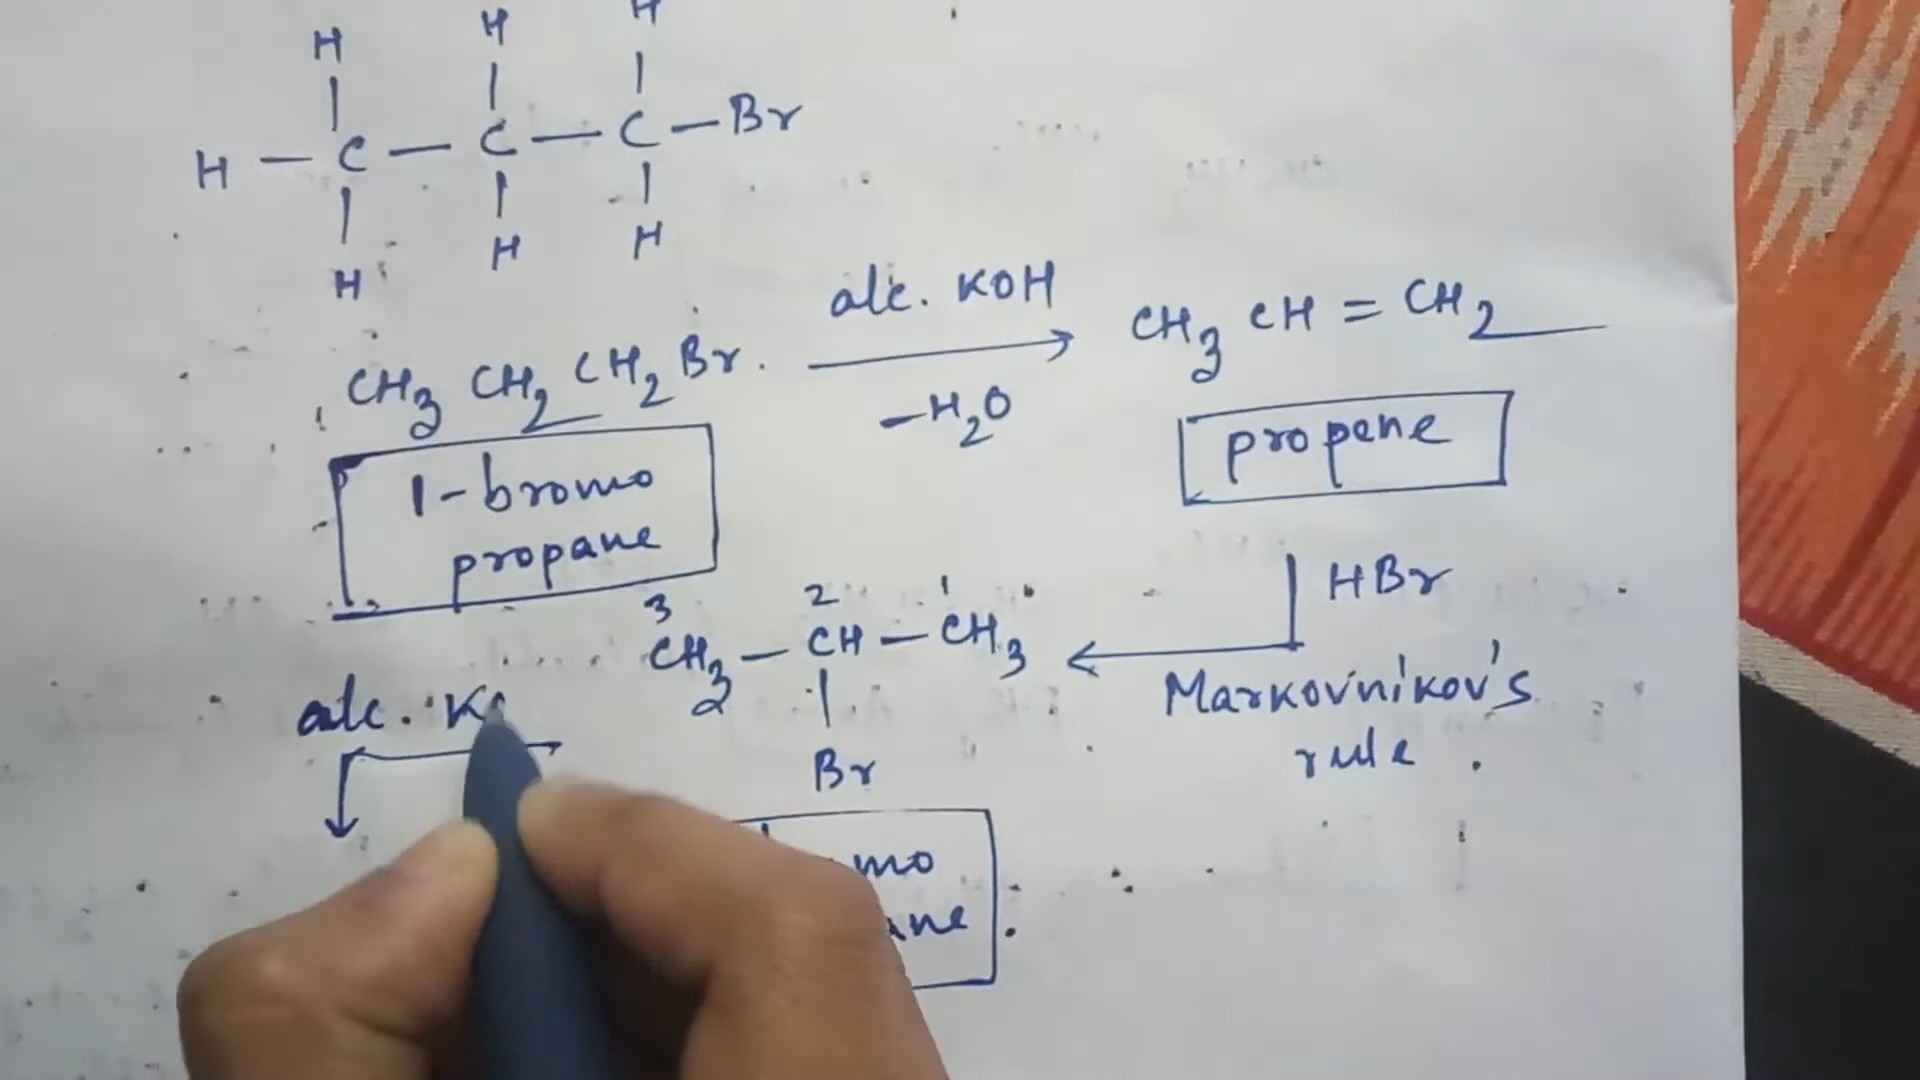 H H H
H — C — C — C — Br
H H H
alc. KOH
CH3 CH2 CH2 Br. → CH3 CH = CH2
-H2O
1-bromo
propane
propene
HBr
3 2 1
CH3 — CH — CH3
Br
Markovnikov's
rule.
alc. K
mo
ane